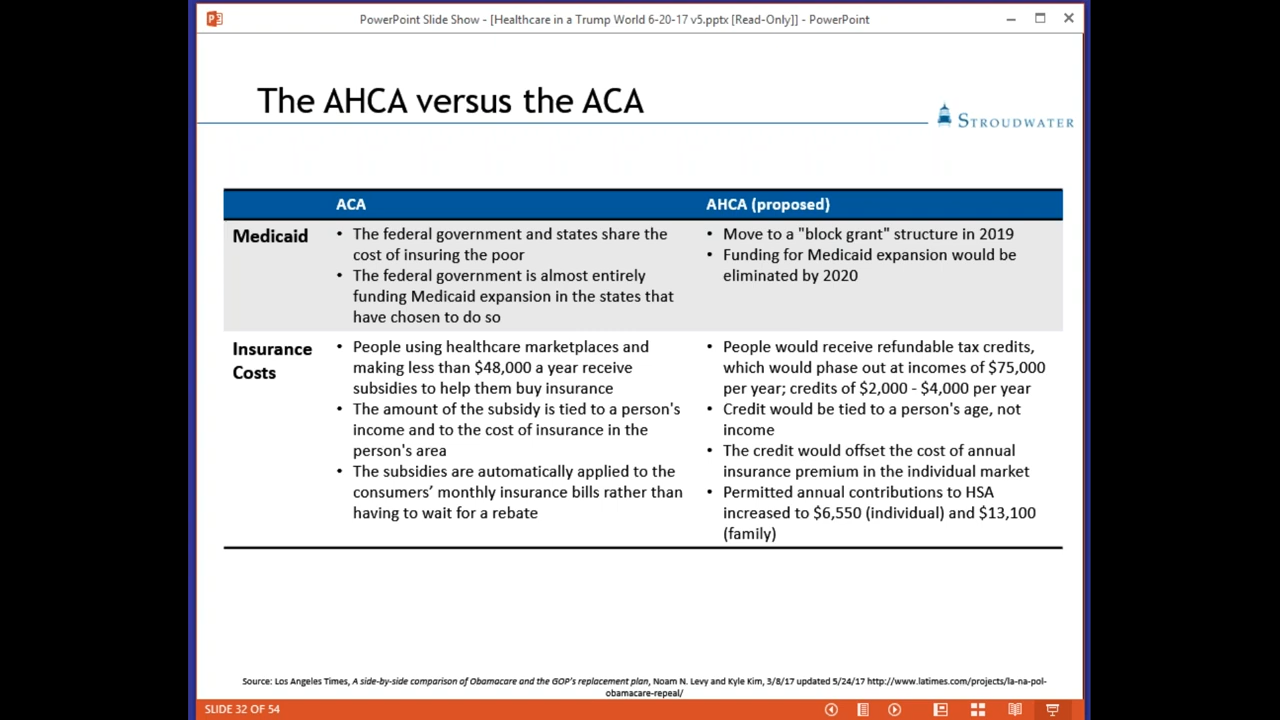 PowerPoint Slide Show - [Healthcare in a Trump World 6-20-17 v5.pptx [Read-Only]] - PowerPoint
The AHCA versus the ACA
STROUDWATER
ACA
AHCA (proposed)
Medicaid
• The federal government and states share the
cost of insuring the poor
• The federal government is almost entirely
funding Medicaid expansion in the states that
have chosen to do so
• Move to a "block grant" structure in 2019
• Funding for Medicaid expansion would be
eliminated by 2020
Insurance
Costs
• People using healthcare marketplaces and
making less than $48,000 a year receive
subsidies to help them buy insurance
• The amount of the subsidy is tied to a person's
income and to the cost of insurance in the
person's area
• The subsidies are automatically applied to the
consumers’ monthly insurance bills rather than
having to wait for a rebate
• People would receive refundable tax credits,
which would phase out at incomes of $75,000
per year; credits of $2,000 - $4,000 per year
• Credit would be tied to a person's age, not
income
• The credit would offset the cost of annual
insurance premium in the individual market
• Permitted annual contributions to HSA
increased to $6,550 (individual) and $13,100
(family)
Source: Los Angeles Times, A side-by-side comparison of Obamacare and the GOP's replacement plan, Noam N. Levy and Kyle Kim, 3/8/17 updated 5/24/17 http://www.latimes.com/projects/la-na-pol-
obamacare-repeal/
SLIDE 32 OF 54